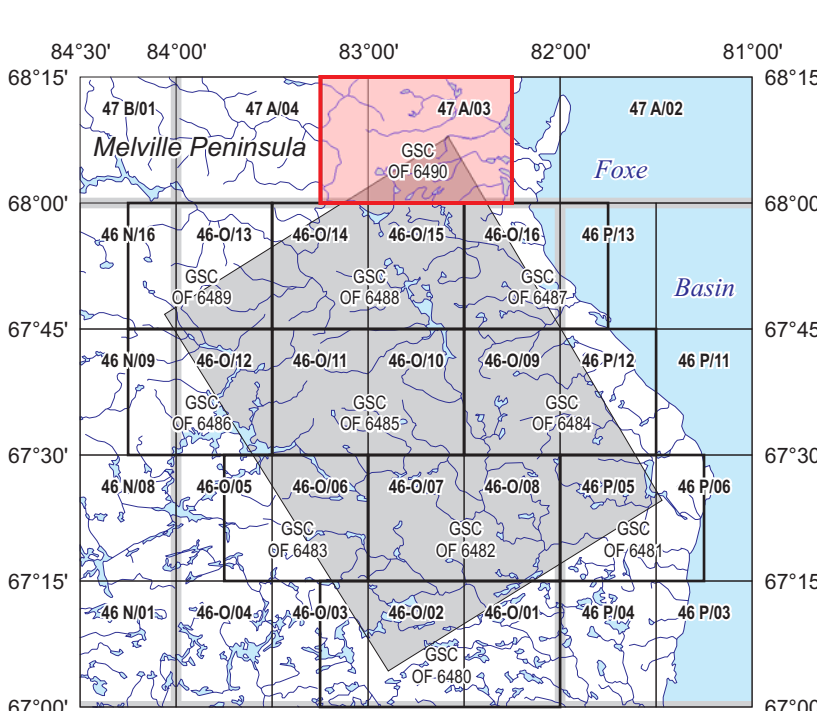 84°30' 84°00' 83°00' 82°00' 81°00'
68°15' 68°15'
47 B/01 47 A/04 47 A/03 47 A/02
Melville Peninsula
GSC
OF 6490
Foxe
68°00' 68°00'
46 N/16 46-O/13 46-O/14 46-O/15 46-O/16 46 P/13
GSC GSC GSC
OF 6489 OF 6488 OF 6487
Basin
67°45' 67°45'
46 N/09 46-O/12 46-O/11 46-O/10 46-O/09 46 P/12 46 P/11
GSC GSC GSC
OF 6486 OF 6485 OF 6484
67°30' 67°30'
46 N/08 46-O/05 46-O/06 46-O/07 46-O/08 46 P/05 46 P/06
GSC GSC GSC
OF 6483 OF 6482 OF 6481
67°15' 67°15'
46 N/01 46-O/04 46-O/03 46-O/02 46-O/01 46 P/04 46 P/03
GSC
OF 6480
67°00' 67°00'